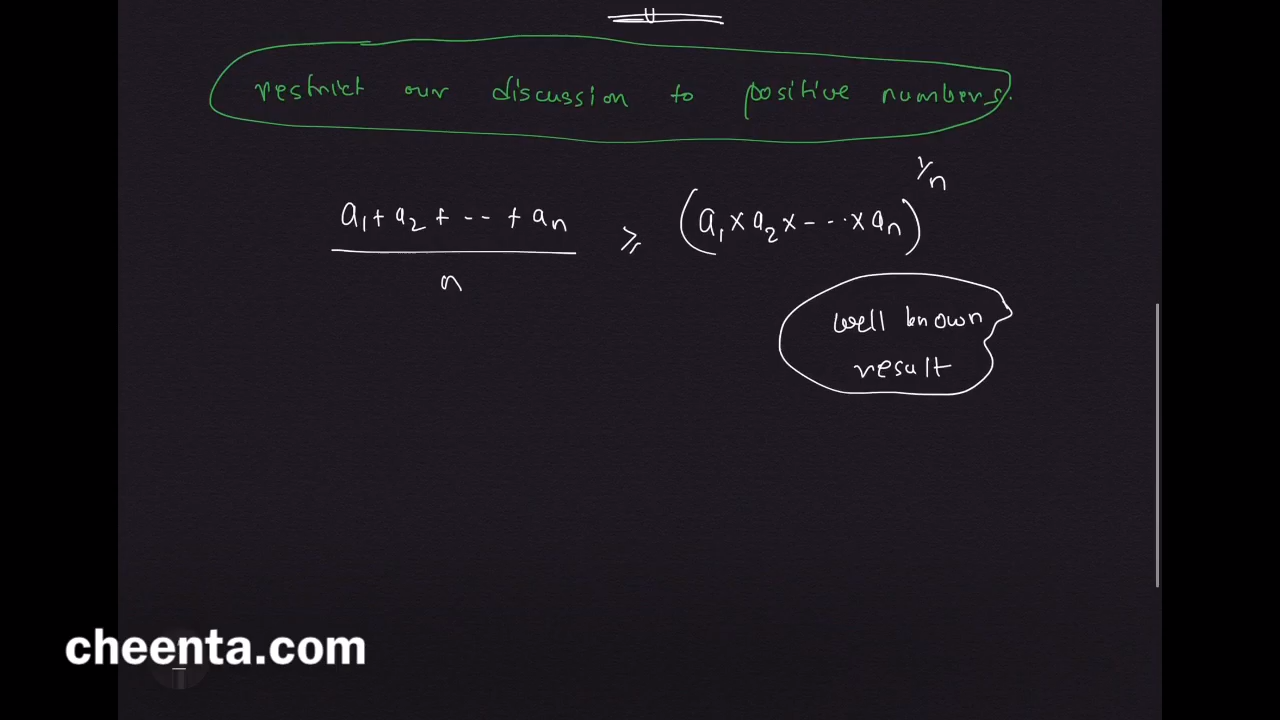 restrict our discussion to positive numbers.
a₁ + a₂ + -- + aₙ / n ≥ (a₁ × a₂ × --·· × aₙ)^1/n
well known
result
cheenta.com